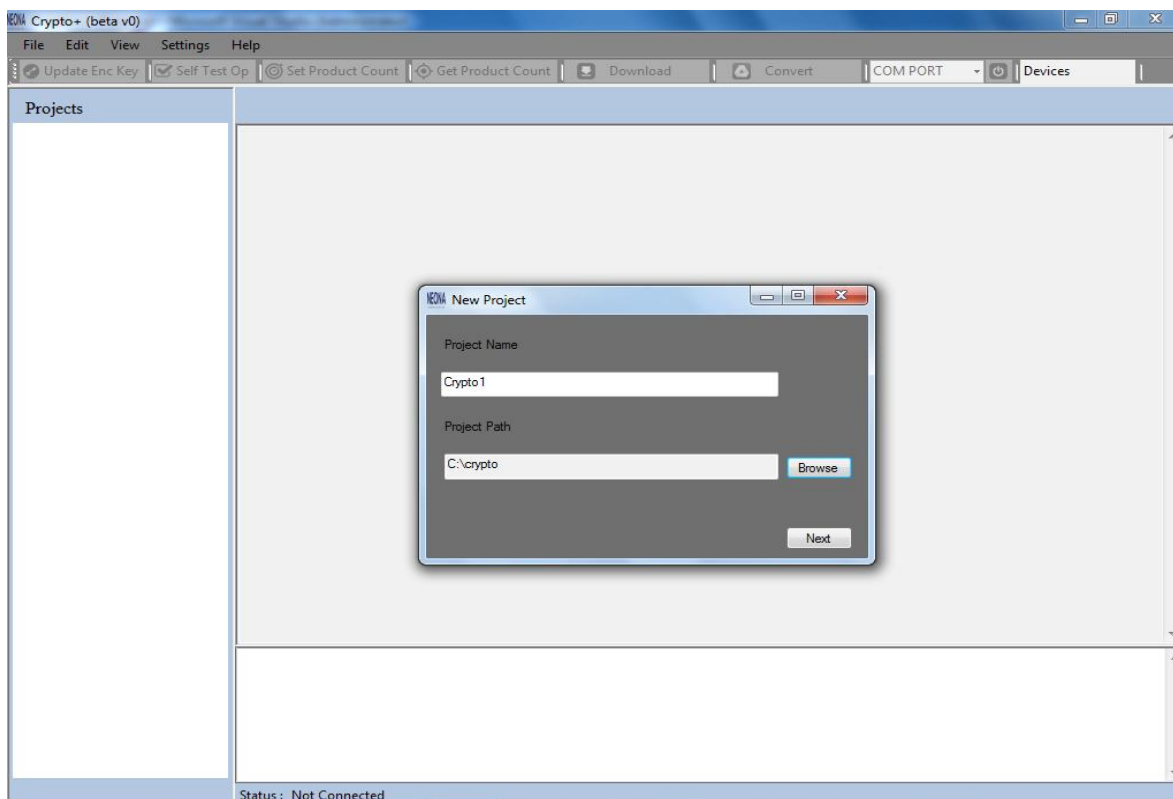 NEONA Crypto+ (beta v0)
File Edit View Settings Help
Update Enc Key Self Test Op Set Product Count Get Product Count Download Convert COM PORT Devices
Projects
NEONA New Project
Project Name
Crypto1
Project Path
C:\crypto
Browse
Next
Status : Not Connected